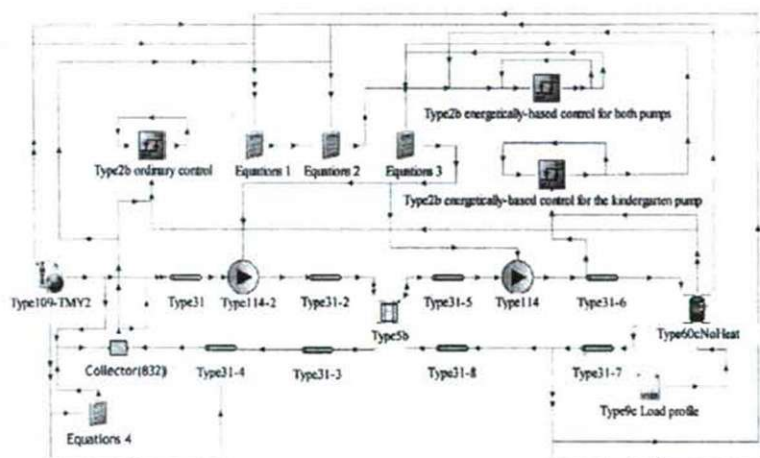 Type2b energetically-based control for both pumps
Type2b ordinary control
Equations 1
Equations 2
Equations 3
Type2b energetically-based control for the kindergarten pump
Type109-TMY2
Type31
Type114-2
Type31-2
Type5b
Type31-5
Type114
Type31-6
Type60cNoHeat
Collector(832)
Type31-4
Type31-3
Type31-8
Type31-7
Type9c Load profile
Equations 4